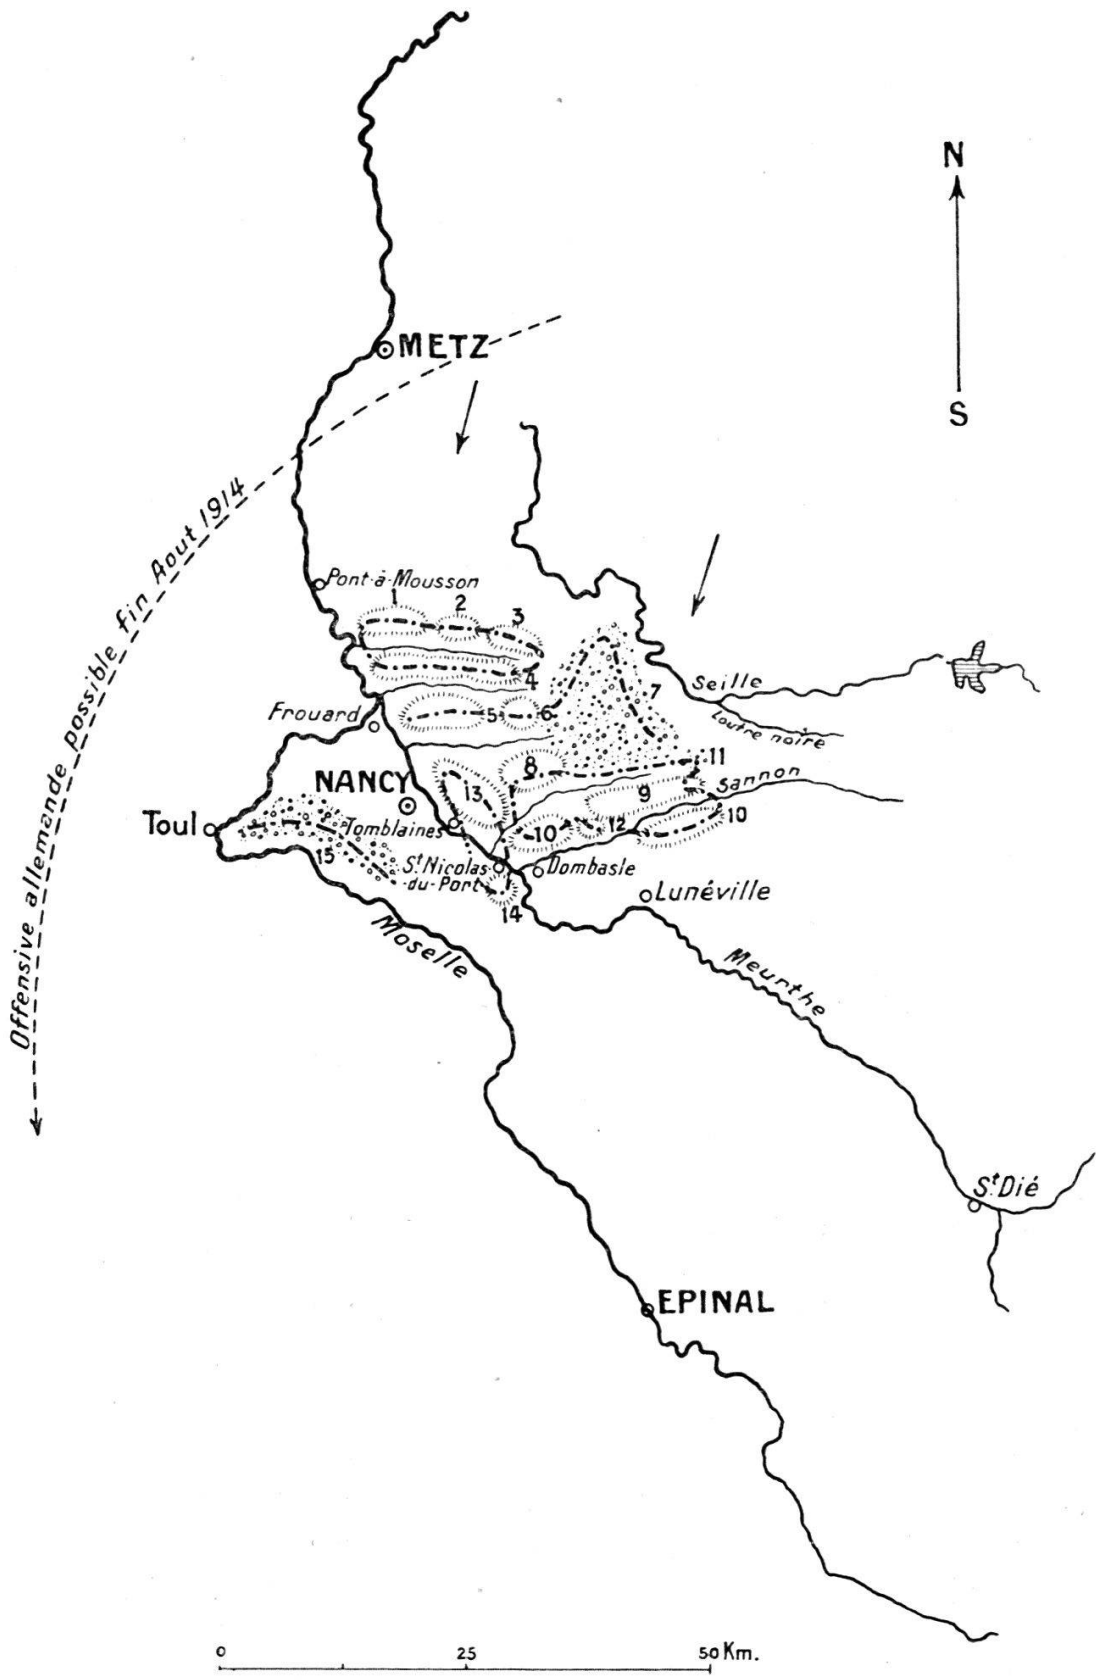 N
S
METZ
Offensive allemande possible fin Aout 1914
Pont-à-Mousson
1
2
3
4
5
6
7
Seille
Loutre noire
Frouard
8
11
Sannon
NANCY
13
9
10
12
10
Toul
Tomblaines
15
St Nicolas
-du-Port
Dombasle
14
Lunéville
Moselle
Meurthe
St Dié
EPINAL
0 25 50 Km.